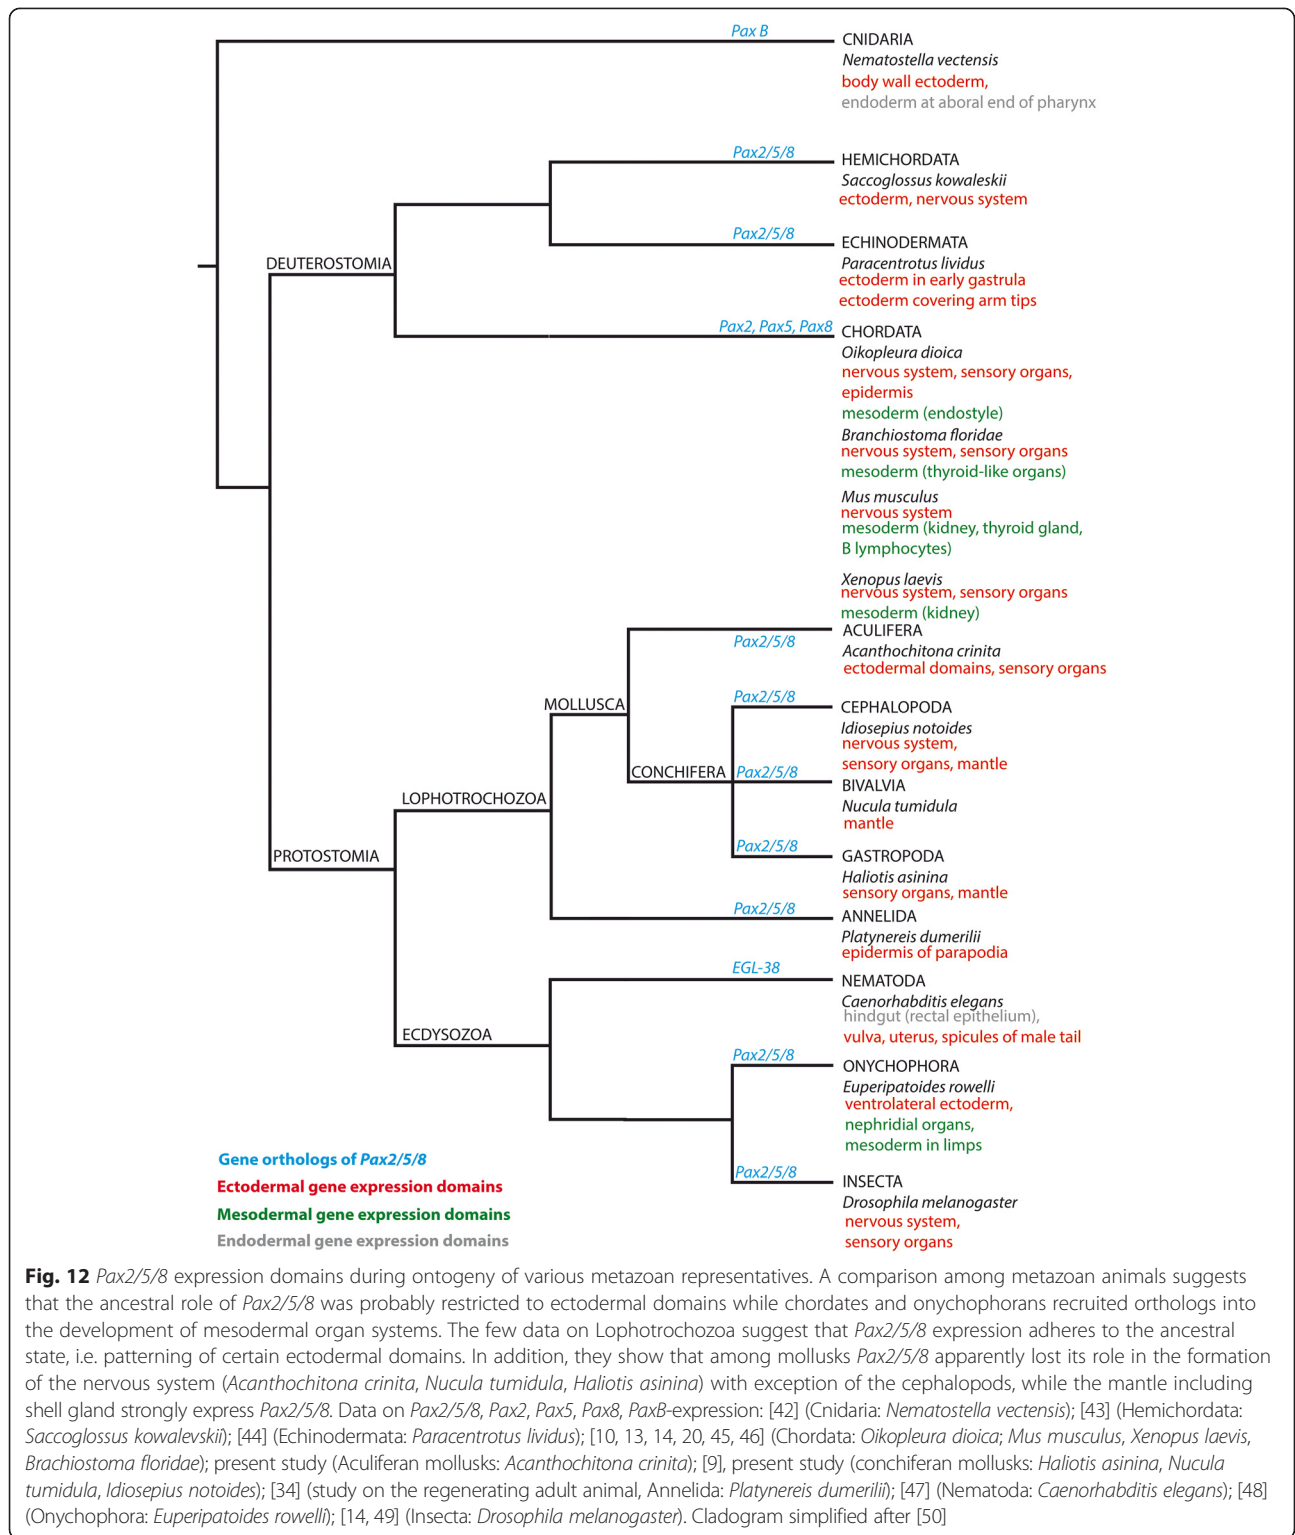 Pax B
CNIDARIA
Nematostella vectensis
body wall ectoderm,
endoderm at aboral end of pharynx
Pax2/5/8
HEMICHORDATA
Saccoglossus kowaleskii
ectoderm, nervous system
Pax2/5/8
ECHINODERMATA
Paracentrotus lividus
ectoderm in early gastrula
ectoderm covering arm tips
DEUTEROSTOMIA
Pax2, Pax5, Pax8
CHORDATA
Oikopleura dioica
nervous system, sensory organs,
epidermis
mesoderm (endostyle)
Branchiostoma floridae
nervous system, sensory organs
mesoderm (thyroid-like organs)
Mus musculus
nervous system
mesoderm (kidney, thyroid gland,
B lymphocytes)
Xenopus laevis
nervous system, sensory organs
mesoderm (kidney)
Pax2/5/8
ACULIFERA
Acanthochitona crinita
ectodermal domains, sensory organs
MOLLUSCA
Pax2/5/8
CEPHALOPODA
Idiosepius notoides
nervous system,
sensory organs, mantle
CONCHIFERA
Pax2/5/8
BIVALVIA
Nucula tumidula
mantle
LOPHOTROCHOZOA
Pax2/5/8
GASTROPODA
Haliotis asinina
sensory organs, mantle
PROTOSTOMIA
Pax2/5/8
ANNELIDA
Platynereis dumerilii
epidermis of parapodia
EGL-38
NEMATODA
Caenorhabditis elegans
hindgut (rectal epithelium),
vulva, uterus, spicules of male tail
ECDYSOZOA
Pax2/5/8
ONYCHOPHORA
Euperipatoides rowelli
ventrolateral ectoderm,
nephridial organs,
mesoderm in limps
Pax2/5/8
INSECTA
Drosophila melanogaster
nervous system,
sensory organs
Gene orthologs of Pax2/5/8
Ectodermal gene expression domains
Mesodermal gene expression domains
Endodermal gene expression domains
Fig. 12 Pax2/5/8 expression domains during ontogeny of various metazoan representatives. A comparison among metazoan animals suggests
that the ancestral role of Pax2/5/8 was probably restricted to ectodermal domains while chordates and onychophorans recruited orthologs into
the development of mesodermal organ systems. The few data on Lophotrochozoa suggest that Pax2/5/8 expression adheres to the ancestral
state, i.e. patterning of certain ectodermal domains. In addition, they show that among mollusks Pax2/5/8 apparently lost its role in the formation
of the nervous system (Acanthochitona crinita, Nucula tumidula, Haliotis asinina) with exception of the cephalopods, while the mantle including
shell gland strongly express Pax2/5/8. Data on Pax2/5/8, Pax2, Pax5, Pax8, PaxB-expression: [42] (Cnidaria: Nematostella vectensis); [43] (Hemichordata:
Saccoglossus kowalevskii); [44] (Echinodermata: Paracentrotus lividus); [10, 13, 14, 20, 45, 46] (Chordata: Oikopleura dioica; Mus musculus, Xenopus laevis,
Brachiostoma floridae); present study (Aculiferan mollusks: Acanthochitona crinita); [9], present study (conchiferan mollusks: Haliotis asinina, Nucula
tumidula, Idiosepius notoides); [34] (study on the regenerating adult animal, Annelida: Platynereis dumerilii); [47] (Nematoda: Caenorhabditis elegans); [48]
(Onychophora: Euperipatoides rowelli); [14, 49] (Insecta: Drosophila melanogaster). Cladogram simplified after [50]